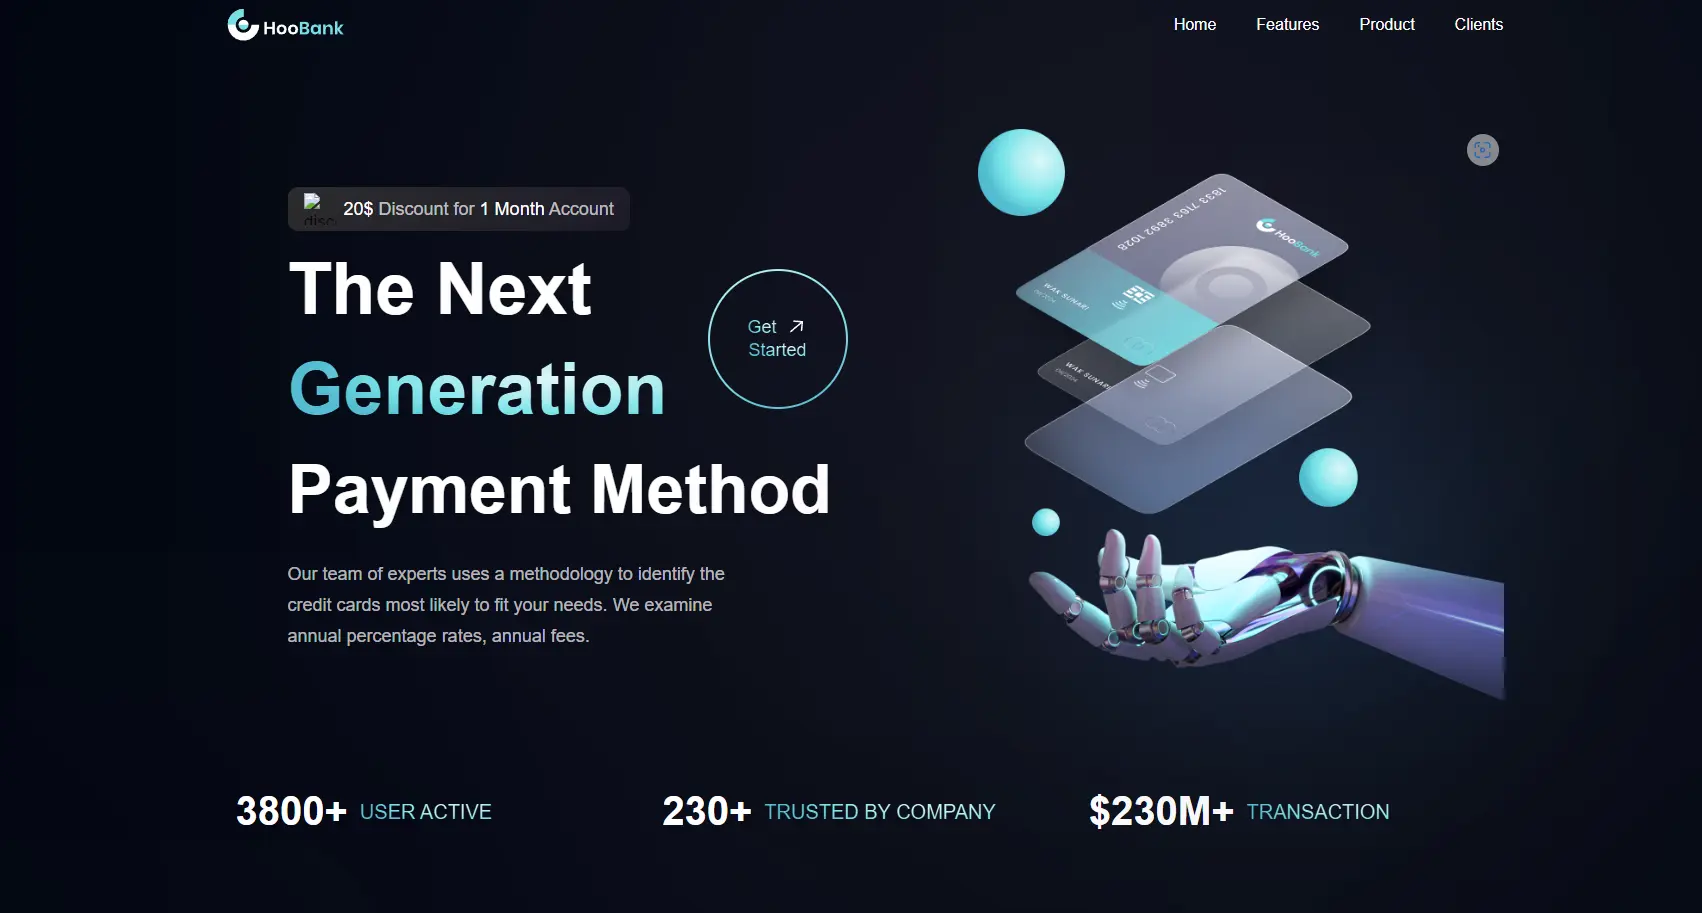 HooBank
Home Features Product Clients
disc
20$ Discount for 1 Month Account
The Next
Generation
Payment Method
Get
Started
Our team of experts uses a methodology to identify the
credit cards most likely to fit your needs. We examine
annual percentage rates, annual fees.
1833 7163 3892 1028
HooBank
WAK SUNARI
WAK SUNARI
3800+ USER ACTIVE
230+ TRUSTED BY COMPANY
$230M+ TRANSACTION